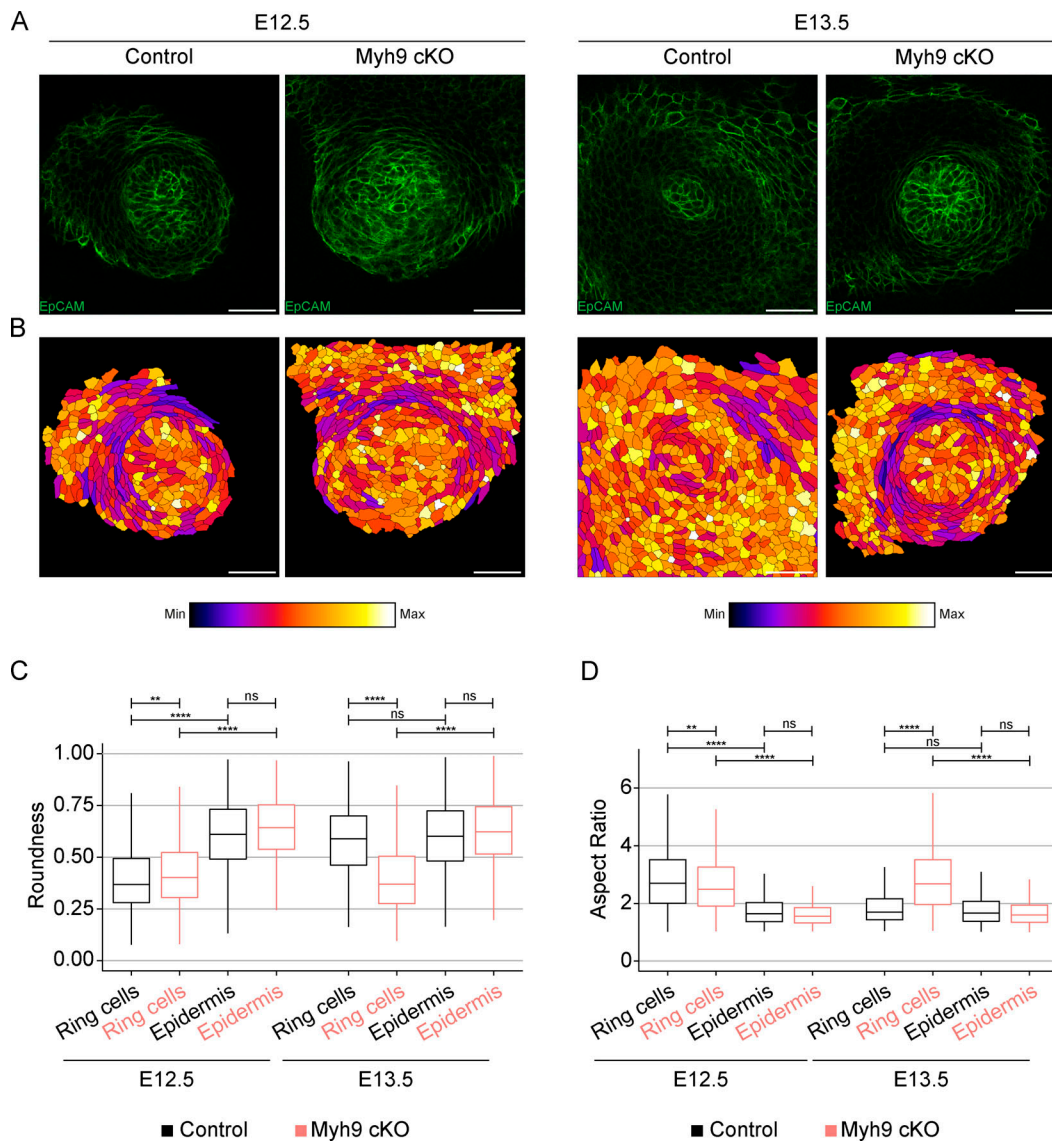 A
E12.5
E13.5
Control
Myh9 cKO
Control
Myh9 cKO
EpCAM
EpCAM
EpCAM
EpCAM
B
Min
Max
Min
Max
C
** ns **** ns
**** ns
**** ****
1.00
0.75
0.50
0.25
0.00
Roundness
Ring cells
Ring cells
Epidermis
Epidermis
Ring cells
Ring cells
Epidermis
Epidermis
E12.5
E13.5
Control
Myh9 cKO
D
** ns **** ns
**** ns
**** ****
6
4
2
0
Aspect Ratio
Ring cells
Ring cells
Epidermis
Epidermis
Ring cells
Ring cells
Epidermis
Epidermis
E12.5
E13.5
Control
Myh9 cKO